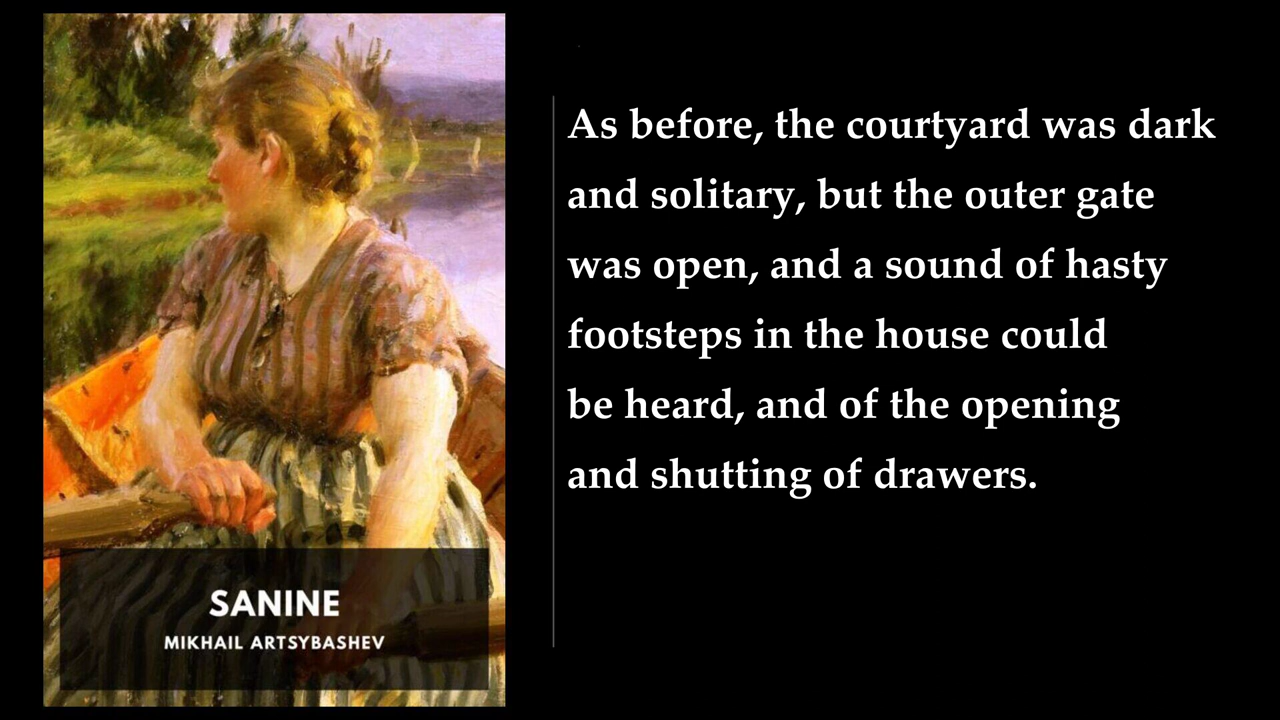 SANINE
MIKHAIL ARTSYBASHEV
As before, the courtyard was dark
and solitary, but the outer gate
was open, and a sound of hasty
footsteps in the house could
be heard, and of the opening
and shutting of drawers.